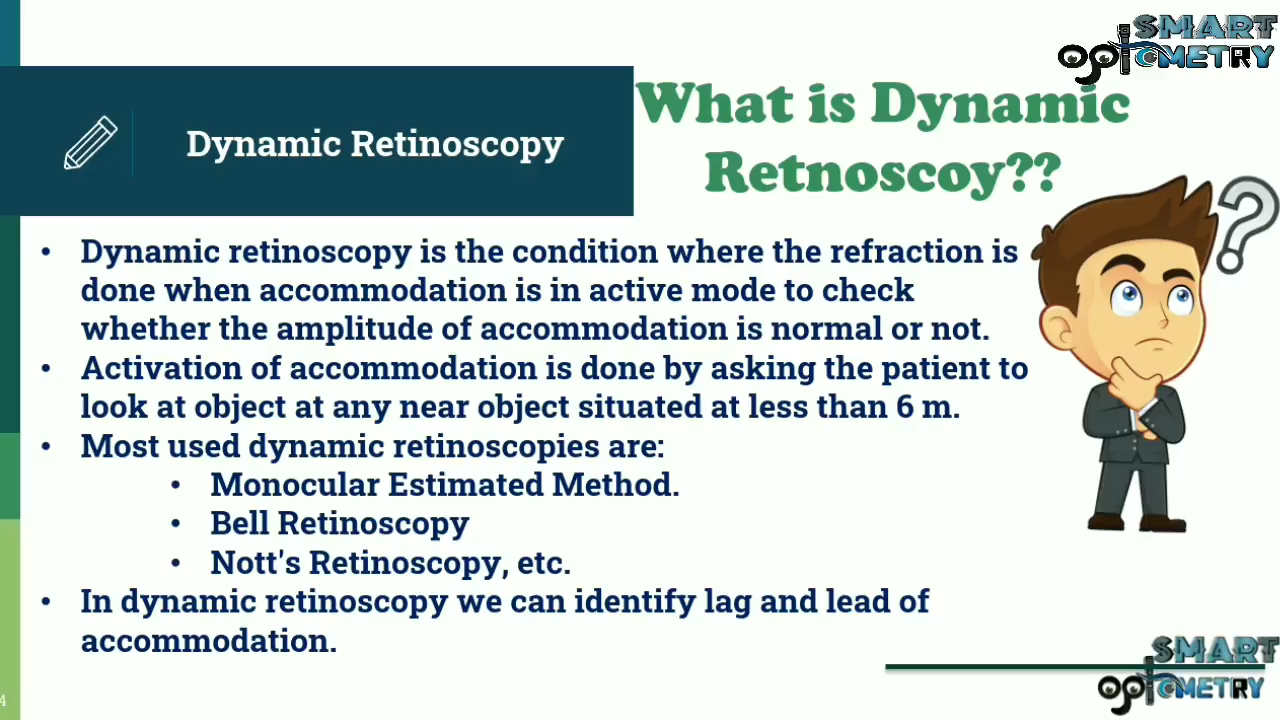 SMART
OPTOMETRY
What is Dynamic
Retnoscoy??
Dynamic Retinoscopy
• Dynamic retinoscopy is the condition where the refraction is
done when accommodation is in active mode to check
whether the amplitude of accommodation is normal or not.
• Activation of accommodation is done by asking the patient to
look at object at any near object situated at less than 6 m.
• Most used dynamic retinoscopies are:
• Monocular Estimated Method.
• Bell Retinoscopy
• Nott's Retinoscopy, etc.
• In dynamic retinoscopy we can identify lag and lead of
accommodation.
?
SMART
OPTOMETRY
4